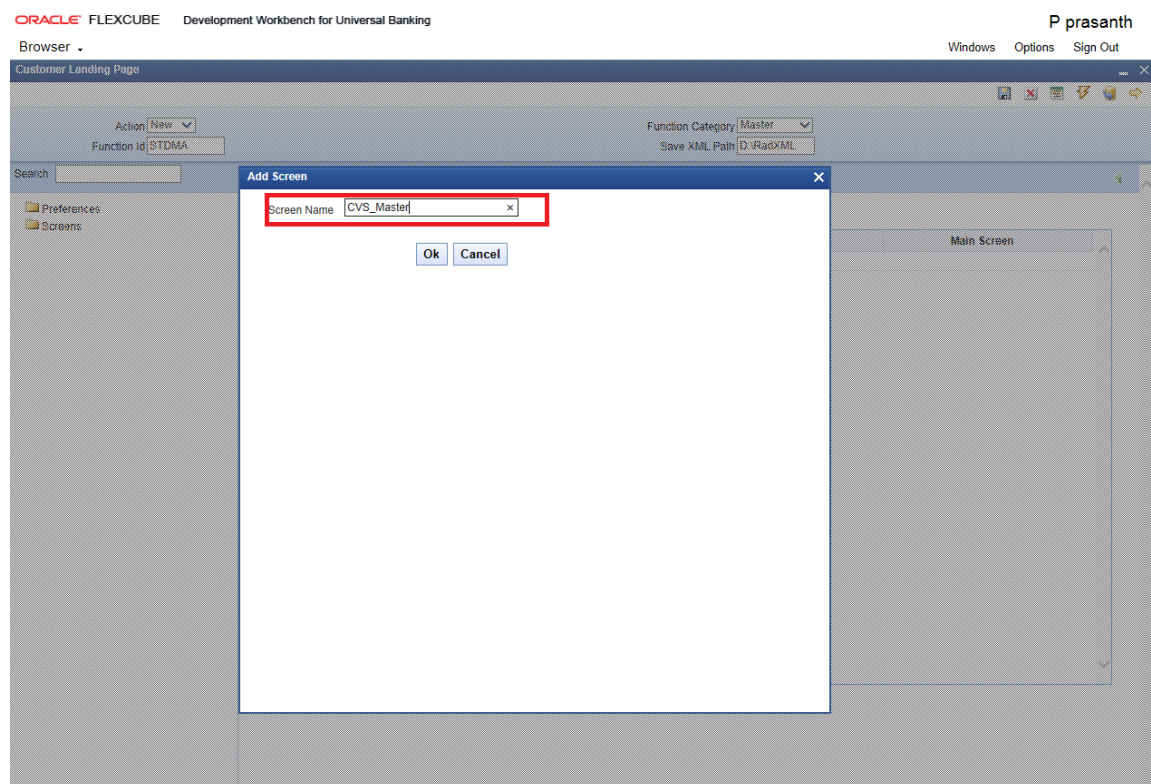 ORACLE FLEXCUBE Development Workbench for Universal Banking
P prasanth
Browser Windows Options Sign Out
Customer Landing Page
Action New Function Category Master
Function Id STDMA Save XML Path D:\RadXML
Search
Add Screen
Preferences
Screen Name CVS_Master
Screens
Main Screen
Ok Cancel